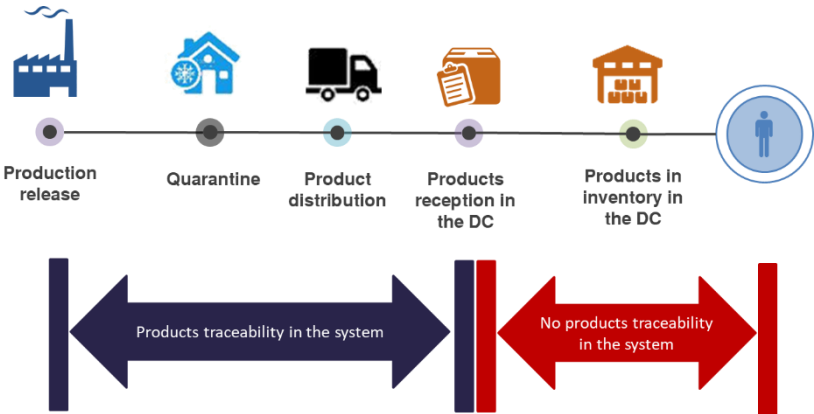 Production
release
Quarantine
Product
distribution
Products
reception in
the DC
Products in
inventory in
the DC
Products traceability in the system
No products traceability
in the system